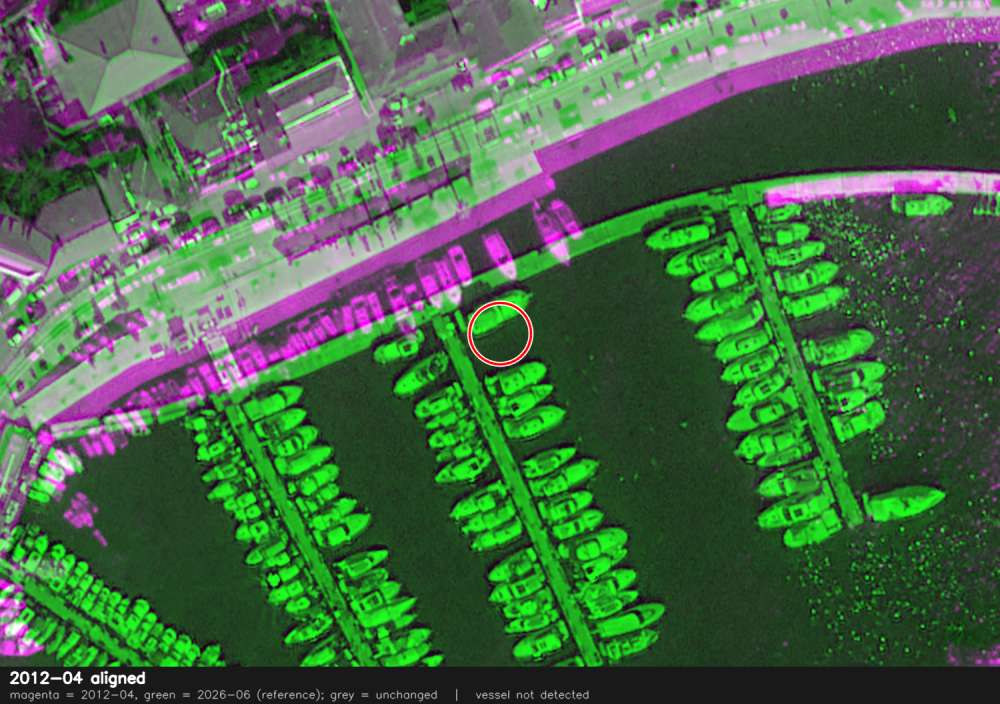 2012-04 aligned
magenta = 2012-04, green = 2026-06 (reference); grey = unchanged | vessel not detected